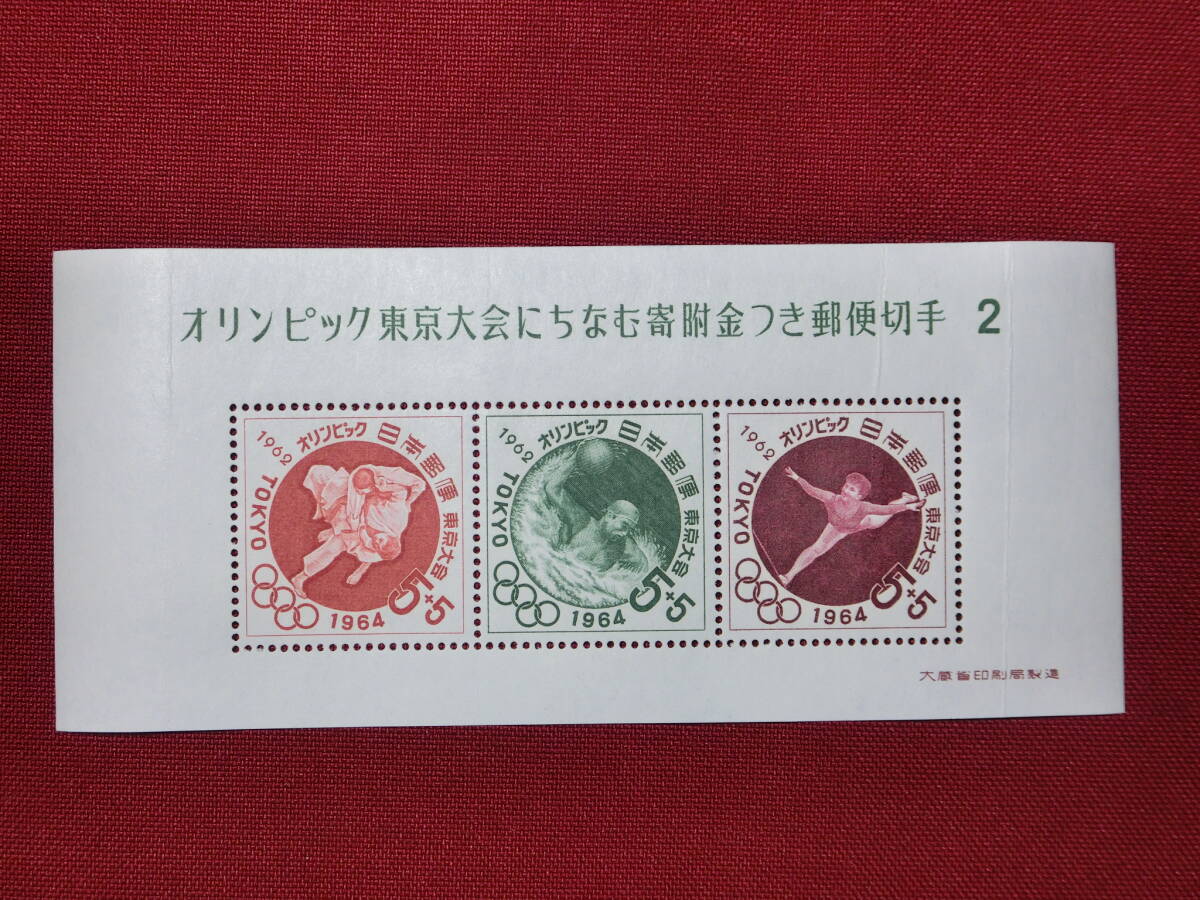 オリンピック東京大会にちなむ寄附金つき郵便切手 2
1962 オリンピック 日本郵便
TOKYO 東京大会
1964 5+5
1962 オリンピック 日本郵便
TOKYO 東京大会
1964 5+5
1962 オリンピック 日本郵便
TOKYO 東京大会
1964 5+5
大蔵省印刷局製造